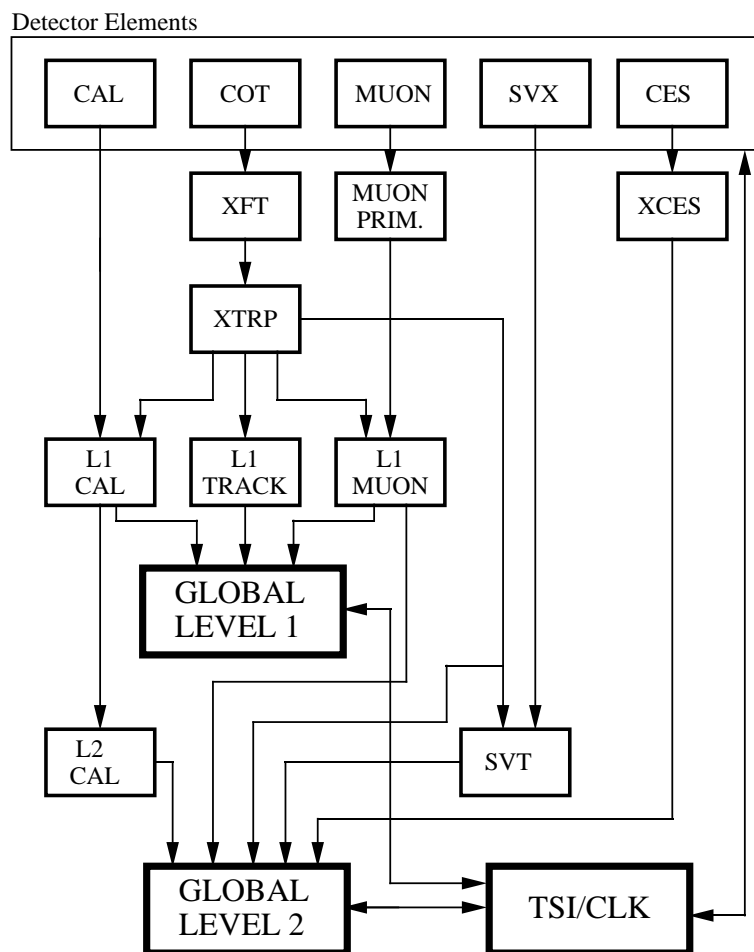 Detector Elements
CAL
COT
MUON
SVX
CES
XFT
MUON
PRIM.
XCES
XTRP
L1
CAL
L1
TRACK
L1
MUON
GLOBAL
LEVEL 1
L2
CAL
SVT
GLOBAL
LEVEL 2
TSI/CLK